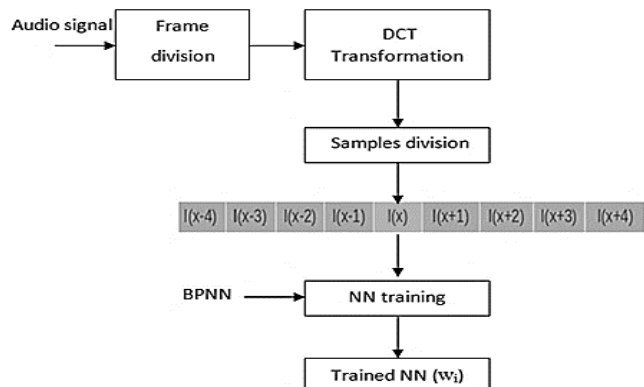 Audio signal
Frame
division
DCT
Transformation
Samples division
I(x-4) I(x-3) I(x-2) I(x-1) I(x) I(x+1) I(x+2) I(x+3) I(x+4)
BPNN
NN training
Trained NN (wᵢ)